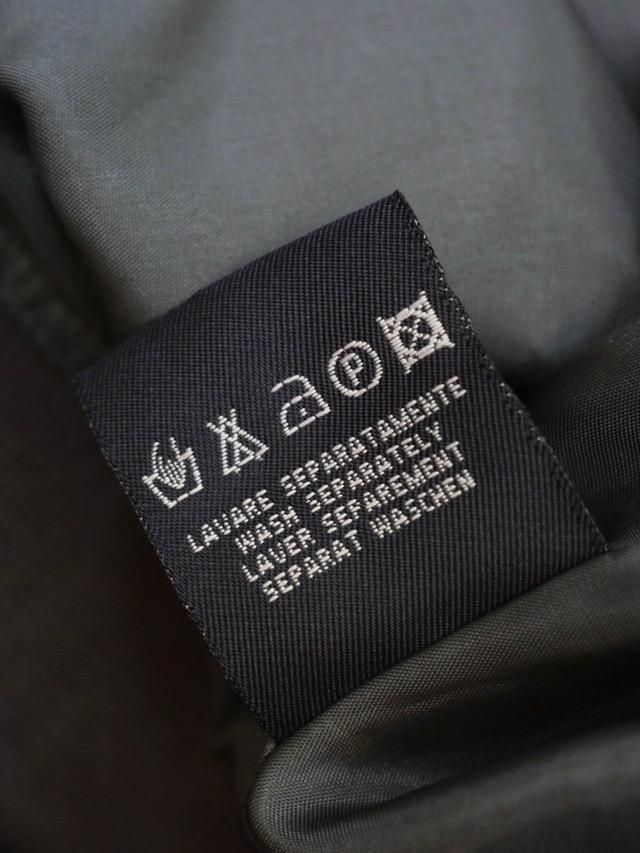 P
LAVARE SEPARATAMENTE
WASH SEPARATELY
LAVER SEPAREMENT
SEPARAT WASCHEN